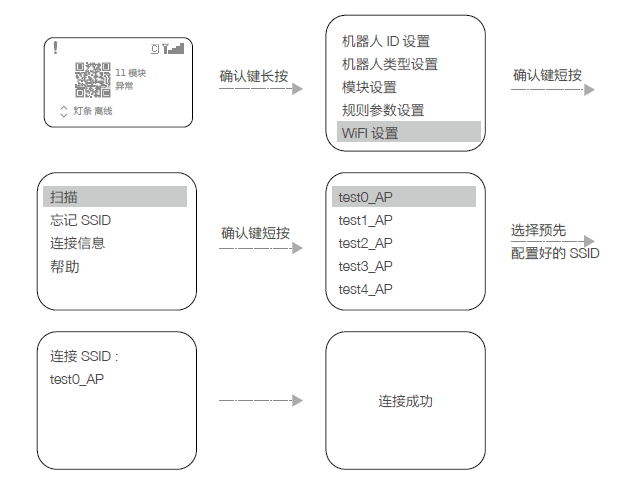 !
11 模块
异常
灯条 离线
确认键长按
机器人 ID 设置
机器人类型设置
模块设置
规则参数设置
WiFI 设置
确认键短按
扫描
忘记 SSID
连接信息
帮助
确认键短按
test0_AP
test1_AP
test2_AP
test3_AP
test4_AP
选择预先
配置好的 SSID
连接 SSID :
test0_AP
连接成功